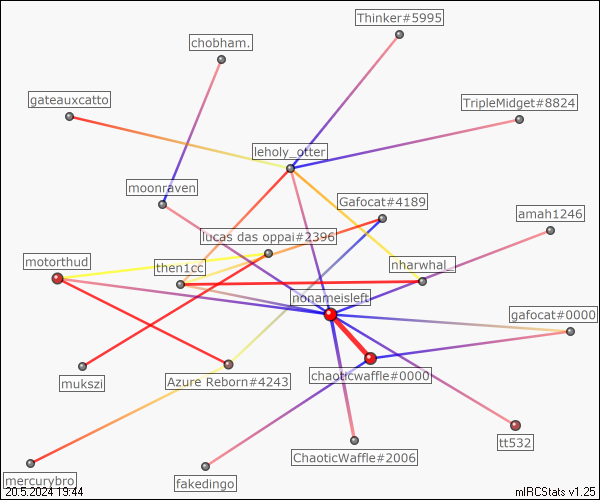 Thinker#5995
chobham.
gateauxcatto
TripleMidget#8824
leholy_otter
moonraven
Gafocat#4189
amah1246
lucas das oppai#2396
motorthud
then1cc
nharwhal_
nonameisleft
gafocat#0000
chaoticwaffle#0000
mukszi
Azure Reborn#4243
tt532
ChaoticWaffle#2006
mercurybro
fakedingo
20.5.2024 19:44
mIRCStats v1.25